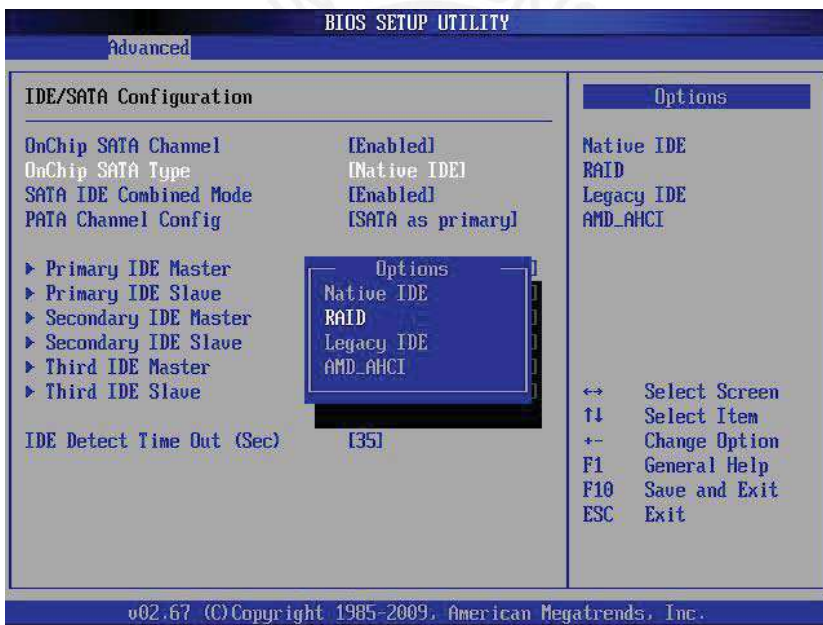 BIOS SETUP UTILITY
Advanced
IDE/SATA Configuration
OnChip SATA Channel [Enabled]
OnChip SATA Type [Native IDE]
SATA IDE Combined Mode [Enabled]
PATA Channel Config [SATA as primary]
▶ Primary IDE Master ]
▶ Primary IDE Slave ]
▶ Secondary IDE Master ]
▶ Secondary IDE Slave ]
▶ Third IDE Master ]
▶ Third IDE Slave ]
IDE Detect Time Out (Sec) [35]
Options
Native IDE
RAID
Legacy IDE
AMD_AHCI
Options
Native IDE
RAID
Legacy IDE
AMD_AHCI
↔ Select Screen
↑↓ Select Item
+- Change Option
F1 General Help
F10 Save and Exit
ESC Exit
v02.67 (C)Copyright 1985-2009, American Megatrends, Inc.